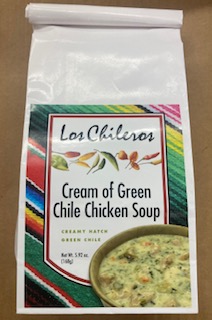 Los Chileros
Cream of Green
Chile Chicken Soup
CREAMY HATCH
GREEN CHILE
Net Wt. 5.92 oz.
(168g)